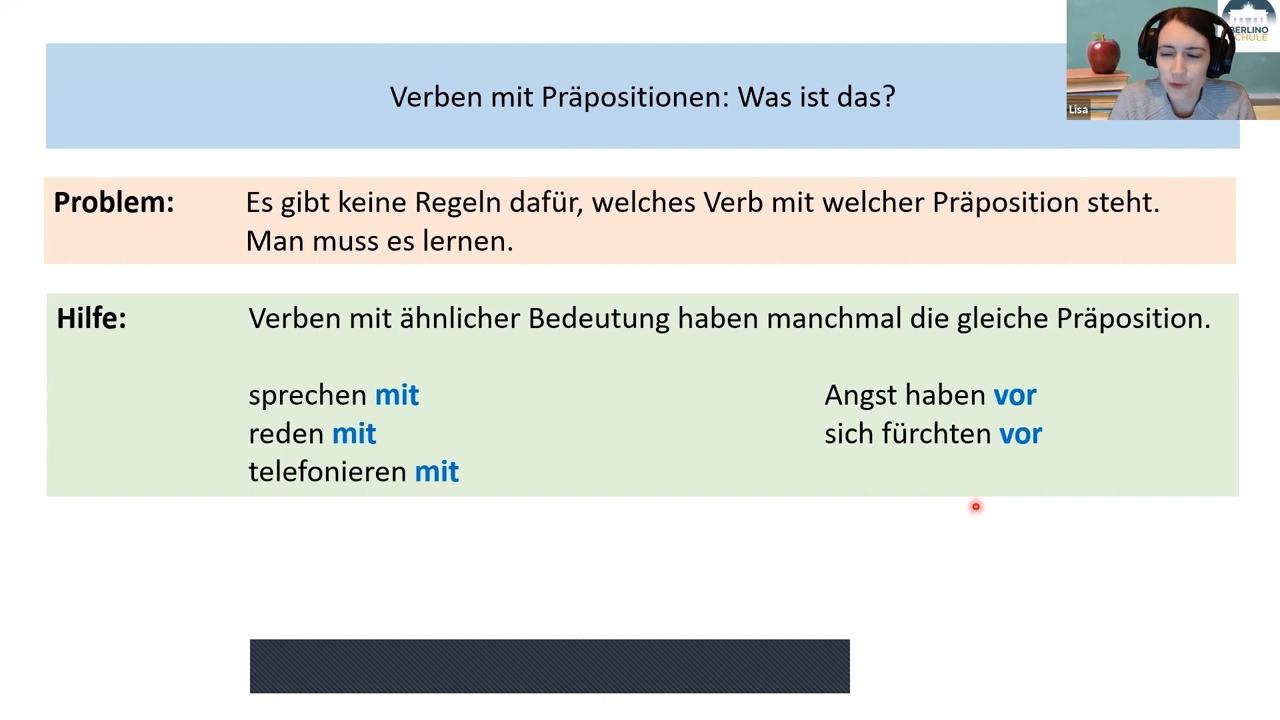 Verben mit Präpositionen: Was ist das?
BERLINO
SCHULE
Lisa
Problem: Es gibt keine Regeln dafür, welches Verb mit welcher Präposition steht.
Man muss es lernen.
Hilfe: Verben mit ähnlicher Bedeutung haben manchmal die gleiche Präposition.
sprechen mit
reden mit
telefonieren mit
Angst haben vor
sich fürchten vor